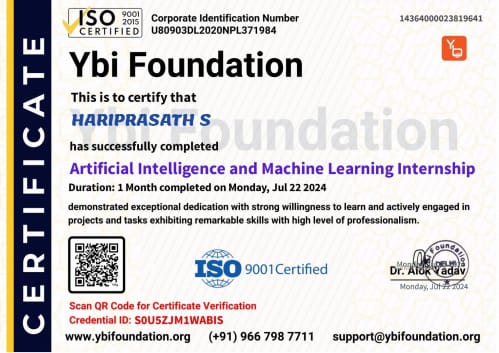 CERTIFICATE
ISO 9001 2015
CERTIFIED
Corporate Identification Number
U80903DL2020NPL371984
14364000023819641
Ybi Foundation
Ybi Foundation
This is to certify that
HARIPRASATH S
has successfully completed
Artificial Intelligence and Machine Learning Internship
Duration: 1 Month completed on Monday, Jul 22 2024
demonstrated exceptional dedication with strong willingness to learn and actively engaged in
projects and tasks exhibiting remarkable skills with high level of professionalism.
ISO 9001Certified
Dr. Alok Yadav
Monday, Jul 22 2024
Scan QR Code for Certificate Verification
Credential ID: S0U5ZJM1WABIS
www.ybifoundation.org (+91) 966 798 7711 support@ybifoundation.org